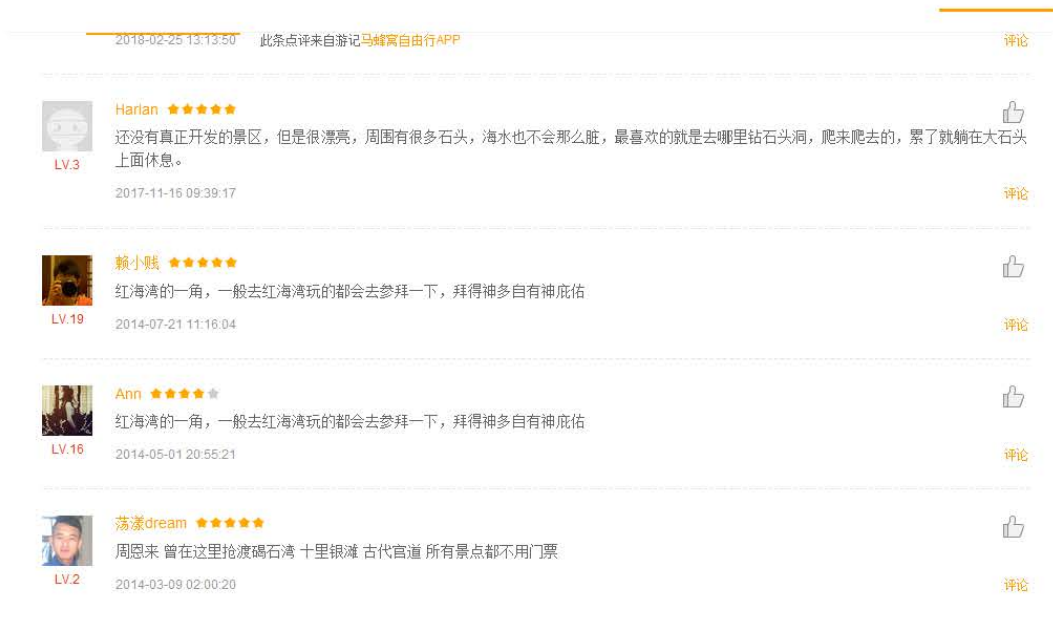 2018-02-25 13:13:50 此条点评来自游记马蜂窝自由行APP 评论
Harlan
还没有真正开发的景区，但是很漂亮，周围有很多石头，海水也不会那么脏，最喜欢的就是去哪里钻石头洞，爬来爬去的，累了就躺在大石头
上面休息。
LV.3
2017-11-16 09:39:17 评论
赖小贱
红海湾的一角，一般去红海湾玩的都会去参拜一下，拜得神多自有神庇佑
LV.19
2014-07-21 11:16:04 评论
Ann
红海湾的一角，一般去红海湾玩的都会去参拜一下，拜得神多自有神庇佑
LV.16
2014-05-01 20:55:21 评论
荡漾dream
周恩来 曾在这里抢渡碣石湾 十里银滩 古代官道 所有景点都不用门票
LV.2
2014-03-09 02:00:20 评论